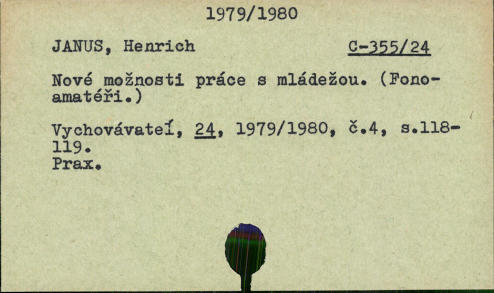 1979/1980
JANUS, Henrich C-355/24
Nové možnosti práce s mládežou. (Fono-
amatéři.)
Vychovávateĺ, 24, 1979/1980, č.4, s.118-
119.
Prax.